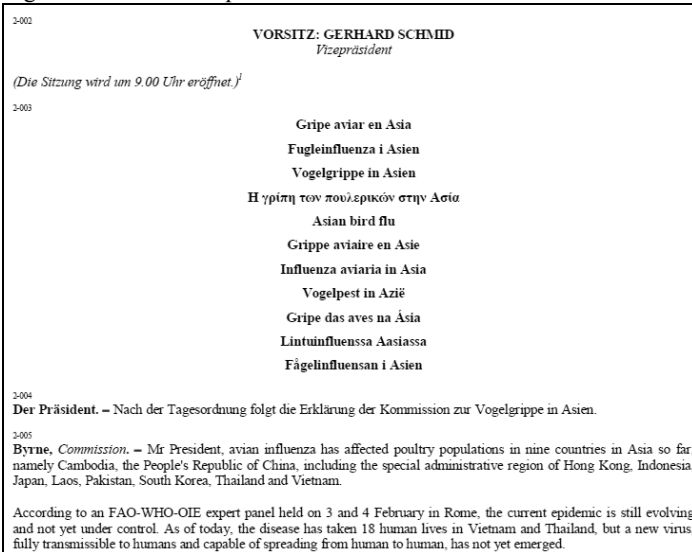 2-002
VORSITZ: GERHARD SCHMID
Vizepräsident
(Die Sitzung wird um 9.00 Uhr eröffnet.)1
2-003
Gripe aviar en Asia
Fugleinfluenza i Asien
Vogelgrippe in Asien
Η γρίπη των πουλερικών στην Ασία
Asian bird flu
Grippe aviaire en Asie
Influenza aviaria in Asia
Vogelpest in Azië
Gripe das aves na Ásia
Lintuinfluenssa Aasiassa
Fågelinfluensan i Asien
2-004
Der Präsident. – Nach der Tagesordnung folgt die Erklärung der Kommission zur Vogelgrippe in Asien.
2-005
Byrne, Commission. – Mr President, avian influenza has affected poultry populations in nine countries in Asia so far,
namely Cambodia, the People's Republic of China, including the special administrative region of Hong Kong, Indonesia,
Japan, Laos, Pakistan, South Korea, Thailand and Vietnam.
According to an FAO-WHO-OIE expert panel held on 3 and 4 February in Rome, the current epidemic is still evolving
and not yet under control. As of today, the disease has taken 18 human lives in Vietnam and Thailand, but a new virus,
fully transmissible to humans and capable of spreading from human to human, has not yet emerged.